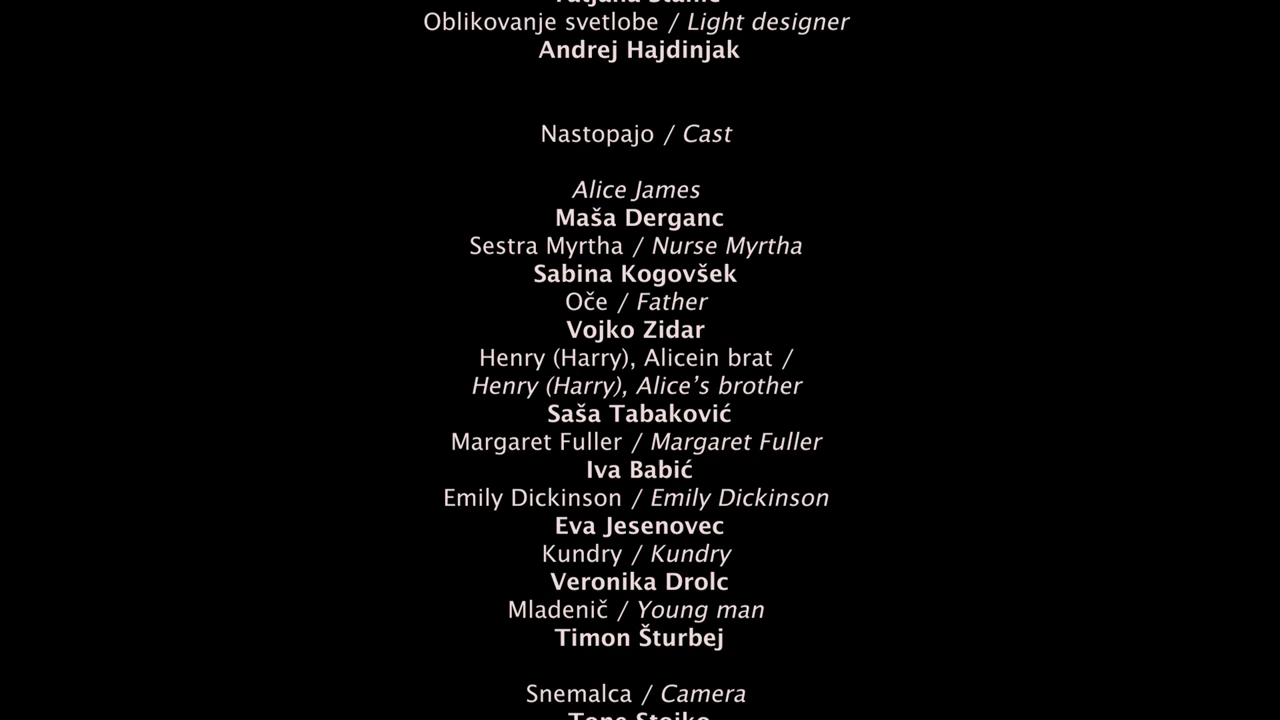 Oblikovanje svetlobe / Light designer
Andrej Hajdinjak
Nastopajo / Cast
Alice James
Maša Derganc
Sestra Myrtha / Nurse Myrtha
Sabina Kogovšek
Oče / Father
Vojko Zidar
Henry (Harry), Alicein brat /
Henry (Harry), Alice’s brother
Saša Tabaković
Margaret Fuller / Margaret Fuller
Iva Babić
Emily Dickinson / Emily Dickinson
Eva Jesenovec
Kundry / Kundry
Veronika Drolc
Mladenič / Young man
Timon Šturbej
Snemalca / Camera
Tone Stojko